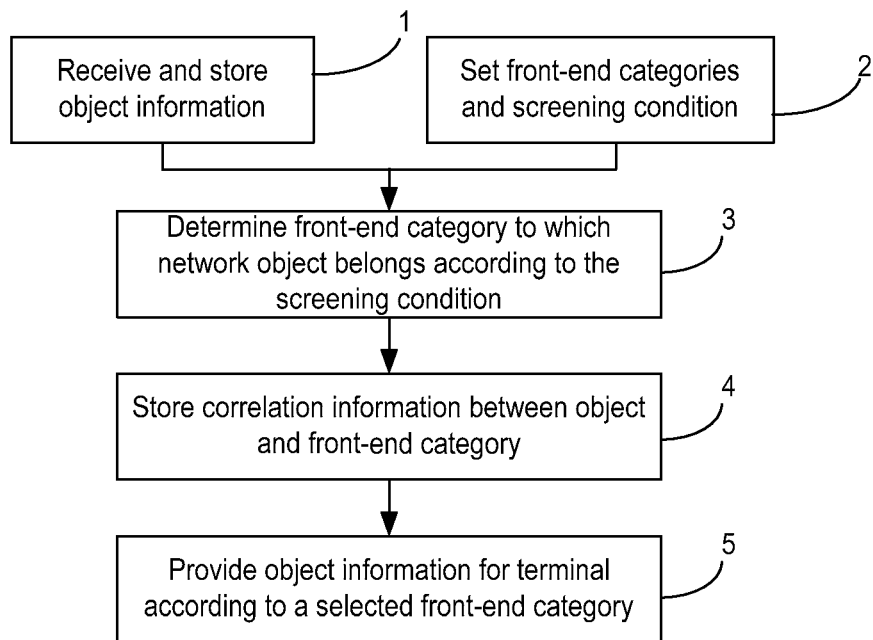 1
Receive and store
object information
Set front-end categories
and screening condition
2
Determine front-end category to which
network object belongs according to the
screening condition
3
Store correlation information between object
and front-end category
4
Provide object information for terminal
according to a selected front-end category
5